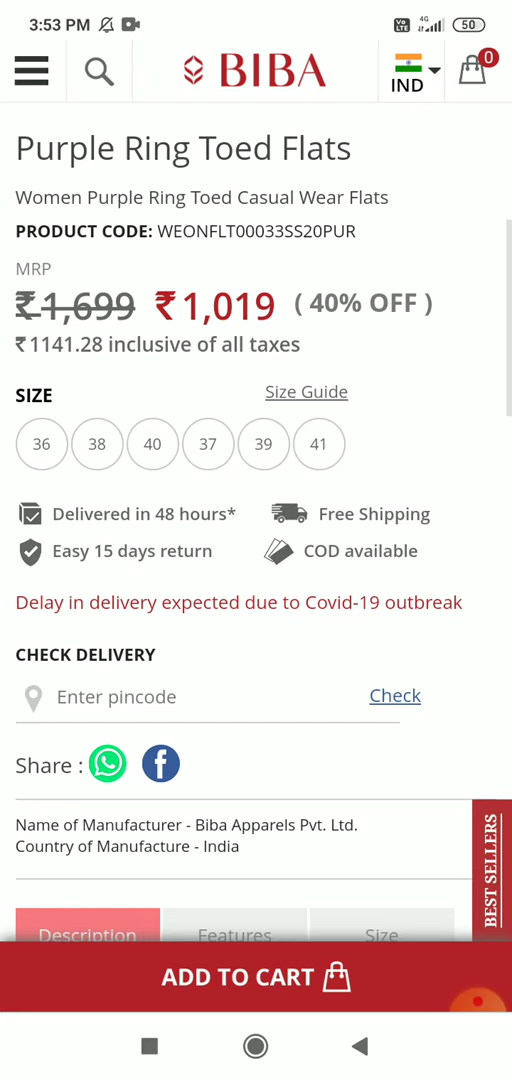 3:53 PM
Vo LTE 4G 50
BIBA
IND
0
Purple Ring Toed Flats
Women Purple Ring Toed Casual Wear Flats
PRODUCT CODE: WEONFLT00033SS20PUR
MRP
₹1,699 ₹1,019 ( 40% OFF )
₹1141.28 inclusive of all taxes
SIZE Size Guide
36 38 40 37 39 41
Delivered in 48 hours* Free Shipping
Easy 15 days return COD available
Delay in delivery expected due to Covid-19 outbreak
CHECK DELIVERY
Enter pincode Check
Share :
Name of Manufacturer - Biba Apparels Pvt. Ltd.
Country of Manufacture - India
BEST SELLERS
Description Features Size
ADD TO CART